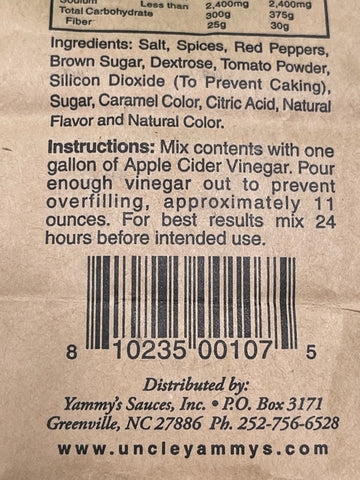 Sodium Less than 2,400mg 2,400mg
Total Carbohydrate 300g 375g
Fiber 25g 30g
Ingredients: Salt, Spices, Red Peppers,
Brown Sugar, Dextrose, Tomato Powder,
Silicon Dioxide (To Prevent Caking),
Sugar, Caramel Color, Citric Acid, Natural
Flavor and Natural Color.
Instructions: Mix contents with one
gallon of Apple Cider Vinegar. Pour
enough vinegar out to prevent
overfilling, approximately 11
ounces. For best results mix 24
hours before intended use.
8 10235 00107 5
Distributed by:
Yammy's Sauces, Inc. • P.O. Box 3171
Greenville, NC 27886 Ph. 252-756-6528
www.uncleyammys.com